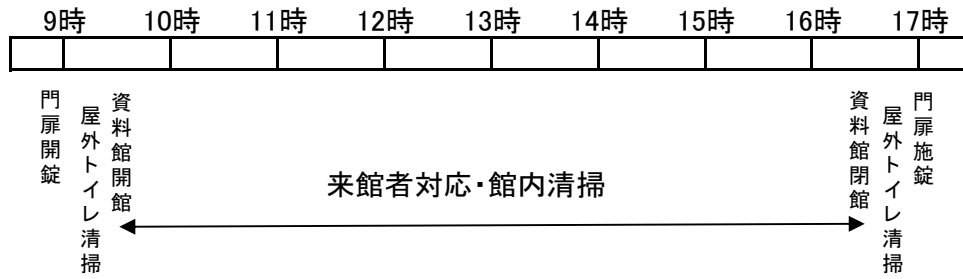 9時 10時 11時 12時 13時 14時 15時 16時 17時
門扉開錠
屋外トイレ清掃
資料館開館
来館者対応・館内清掃
資料館閉館
屋外トイレ清掃
門扉施錠